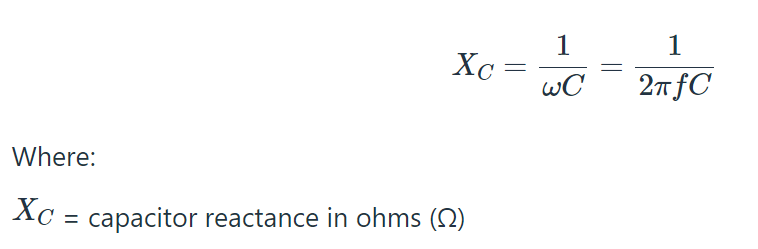 X_C = 1/ωC = 1/2πfC
Where:
X_C = capacitor reactance in ohms (Ω)